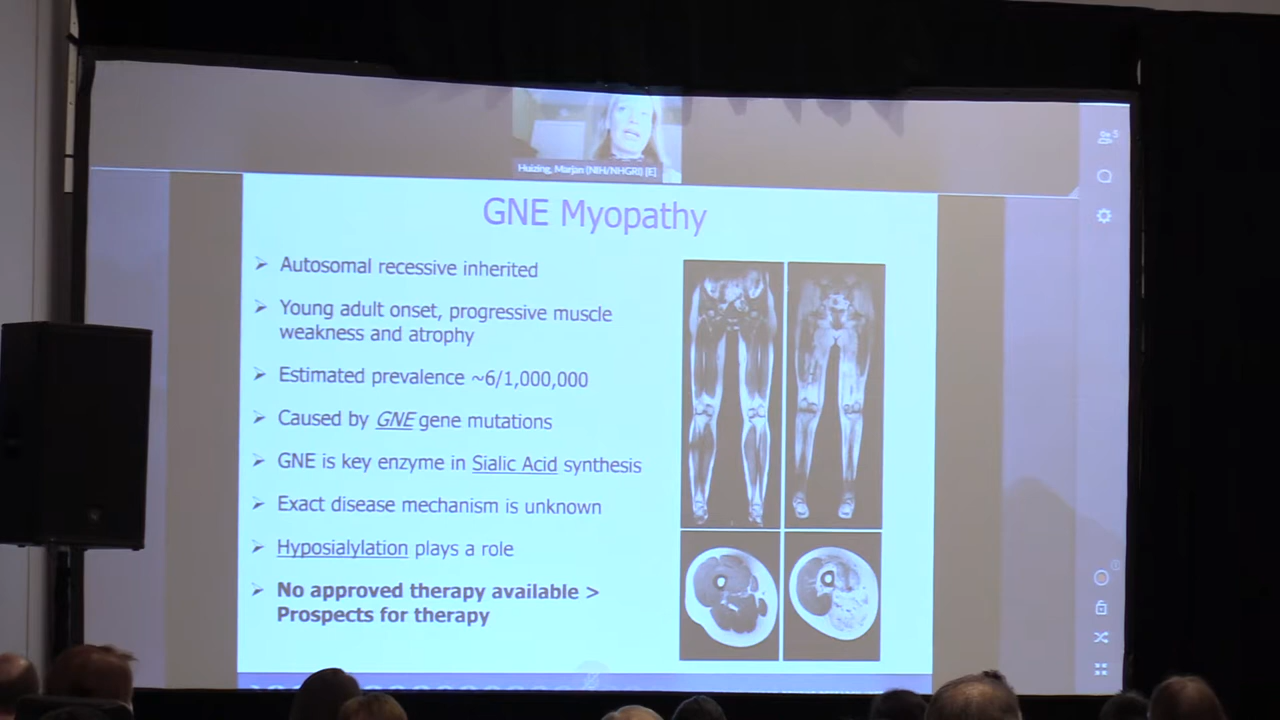 Huizing, Marjan (NIH/NHGRI) [E]
5
GNE Myopathy
➢ Autosomal recessive inherited
➢ Young adult onset, progressive muscle
weakness and atrophy
➢ Estimated prevalence ~6/1,000,000
➢ Caused by GNE gene mutations
➢ GNE is key enzyme in Sialic Acid synthesis
➢ Exact disease mechanism is unknown
➢ Hyposialylation plays a role
➢ No approved therapy available >
Prospects for therapy